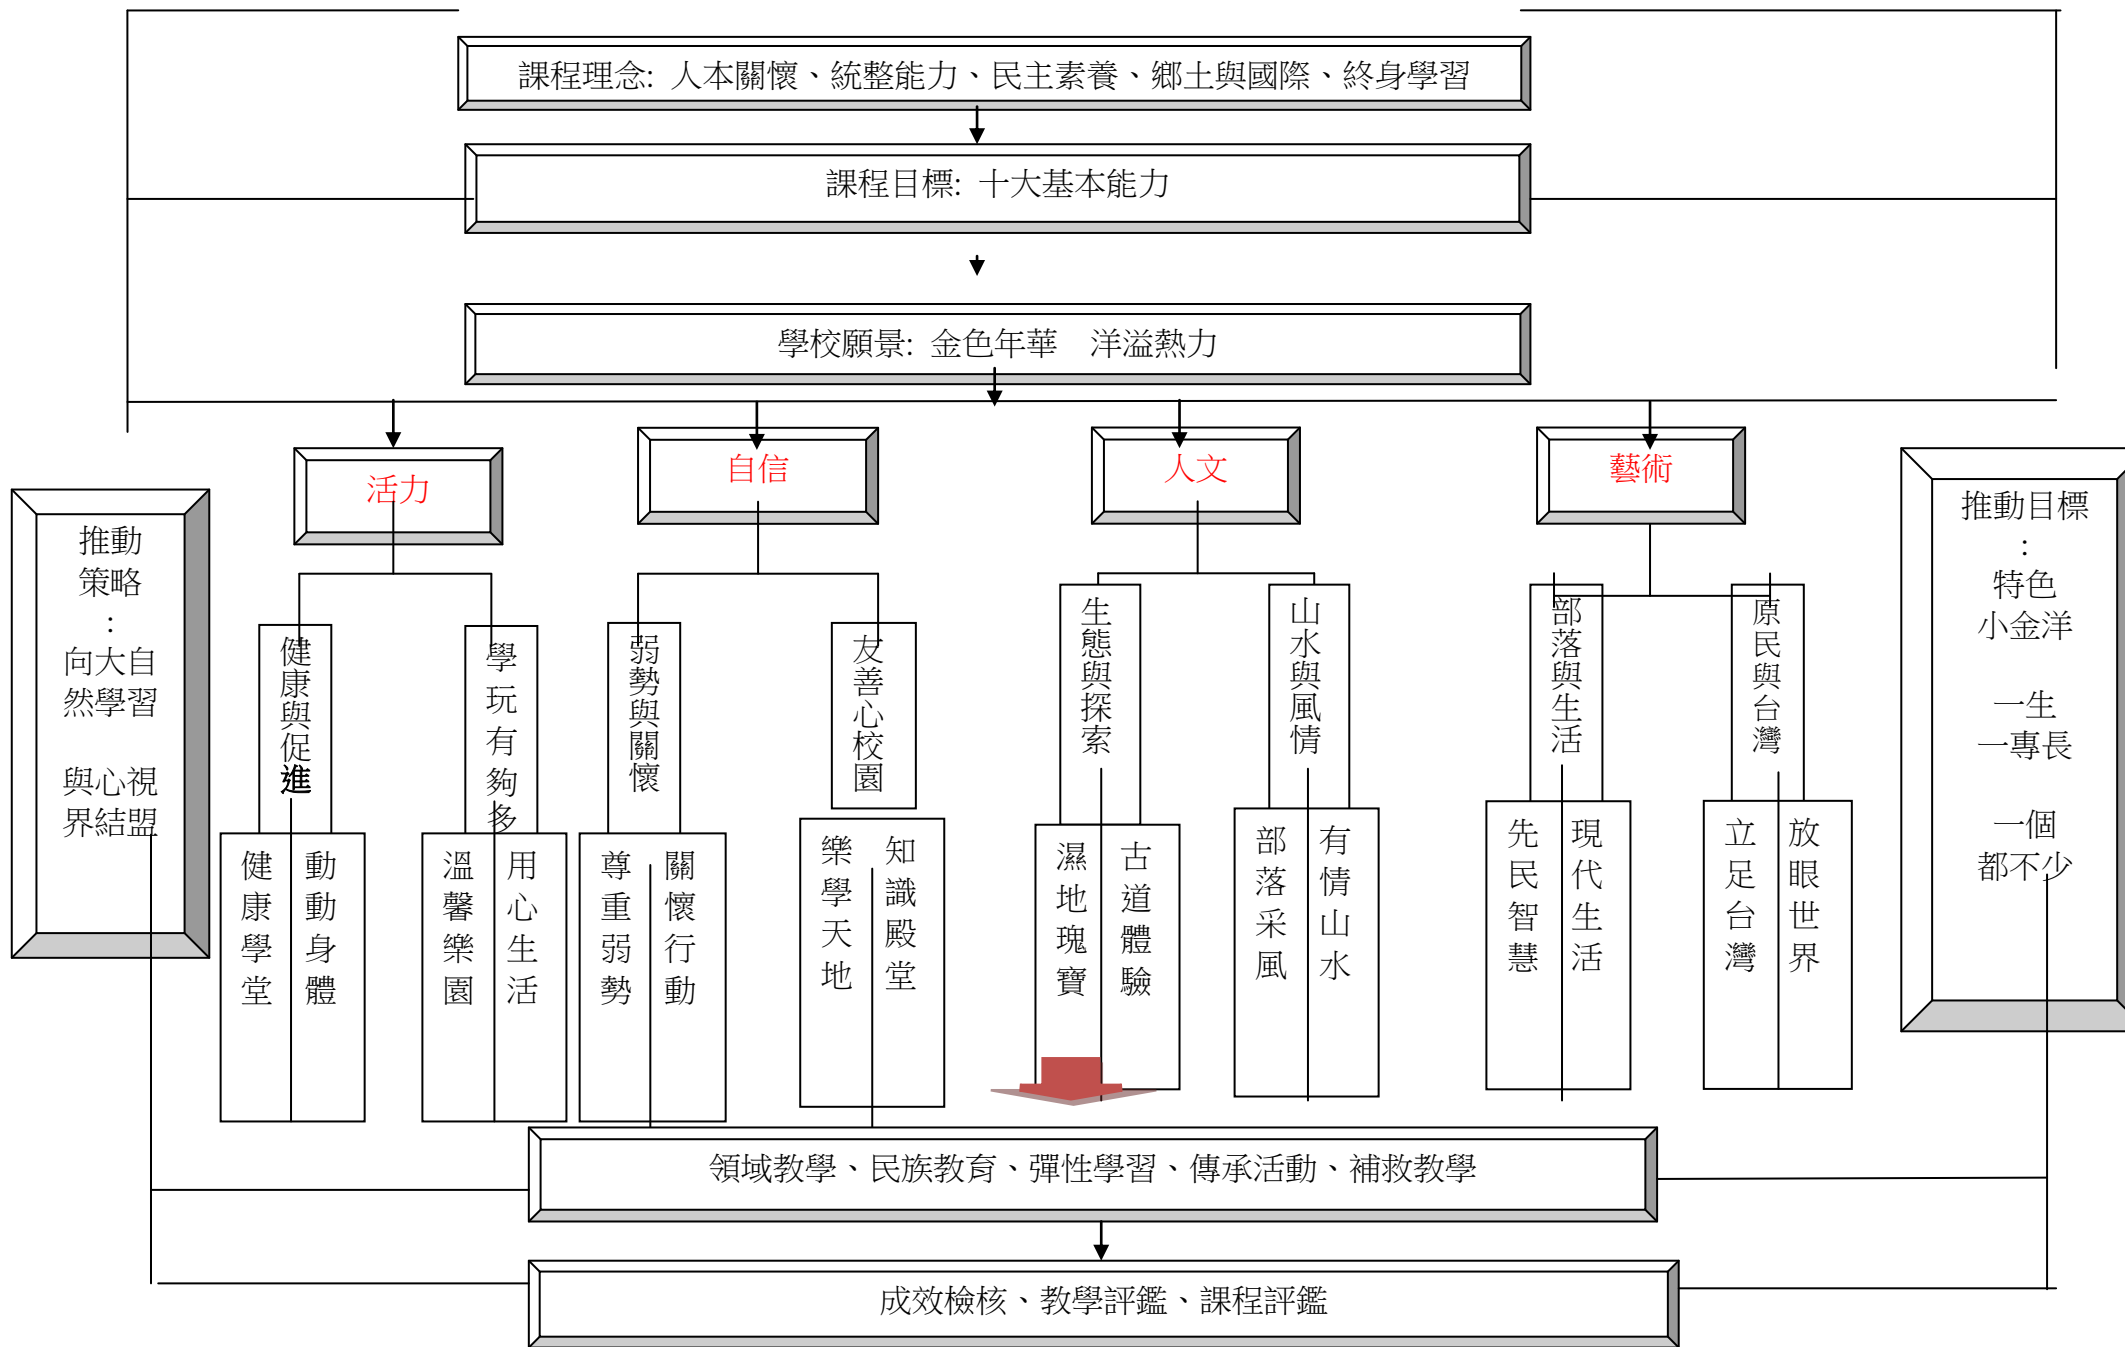 課程理念: 人本關懷、統整能力、民主素養、鄉土與國際、終身學習
課程目標: 十大基本能力
學校願景: 金色年華　洋溢熱力
活力
自信
人文
藝術
推動
策略
:
向大自
然學習
與心視
界結盟
健康與促進
學玩有夠多
弱勢與關懷
友善心校園
生態與探索
山水與風情
部落與生活
原民與台灣
推動目標
:
特色
小金洋
一生
一專長
一個
都不少
健康學堂
動動身體
溫馨樂園
用心生活
尊重弱勢
關懷行動
樂學天地
知識殿堂
濕地瑰寶
古道體驗
部落采風
有情山水
先民智慧
現代生活
立足台灣
放眼世界
領域教學、民族教育、彈性學習、傳承活動、補救教學
成效檢核、教學評鑑、課程評鑑